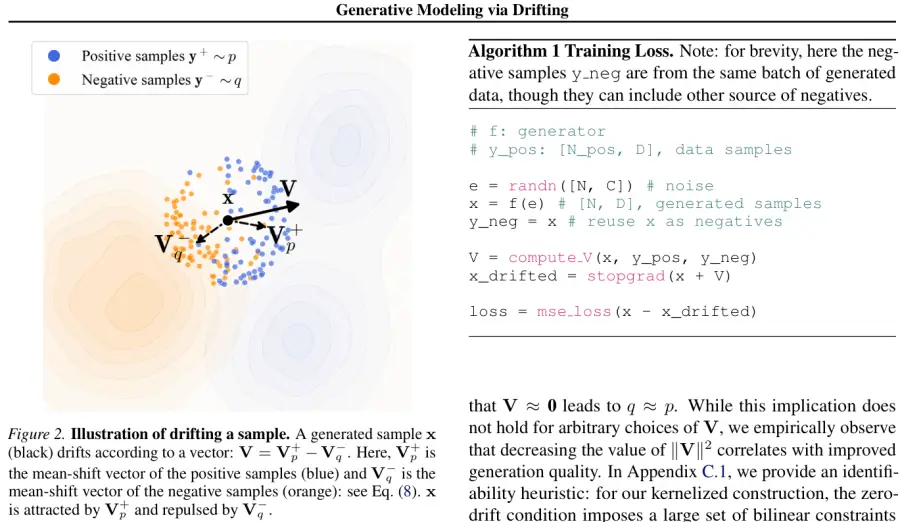 Generative Modeling via Drifting
Positive samples y⁺ ∼ p
Negative samples y⁻ ∼ q
x
V
V⁺ₚ
V⁻q
Figure 2. Illustration of drifting a sample. A generated sample x
(black) drifts according to a vector: V = V⁺ₚ − V⁻q. Here, V⁺ₚ is
the mean-shift vector of the positive samples (blue) and V⁻q is the
mean-shift vector of the negative samples (orange): see Eq. (8). x
is attracted by V⁺ₚ and repulsed by V⁻q.
Algorithm 1 Training Loss. Note: for brevity, here the neg-
ative samples y_neg are from the same batch of generated
data, though they can include other source of negatives.
# f: generator
# y_pos: [N_pos, D], data samples
e = randn([N, C]) # noise
x = f(e) # [N, D], generated samples
y_neg = x # reuse x as negatives
V = compute_V(x, y_pos, y_neg)
x_drifted = stopgrad(x + V)
loss = mse_loss(x - x_drifted)
that V ≈ 0 leads to q ≈ p. While this implication does
not hold for arbitrary choices of V, we empirically observe
that decreasing the value of ‖V‖² correlates with improved
generation quality. In Appendix C.1, we provide an identifi-
ability heuristic: for our kernelized construction, the zero-
drift condition imposes a large set of bilinear constraints